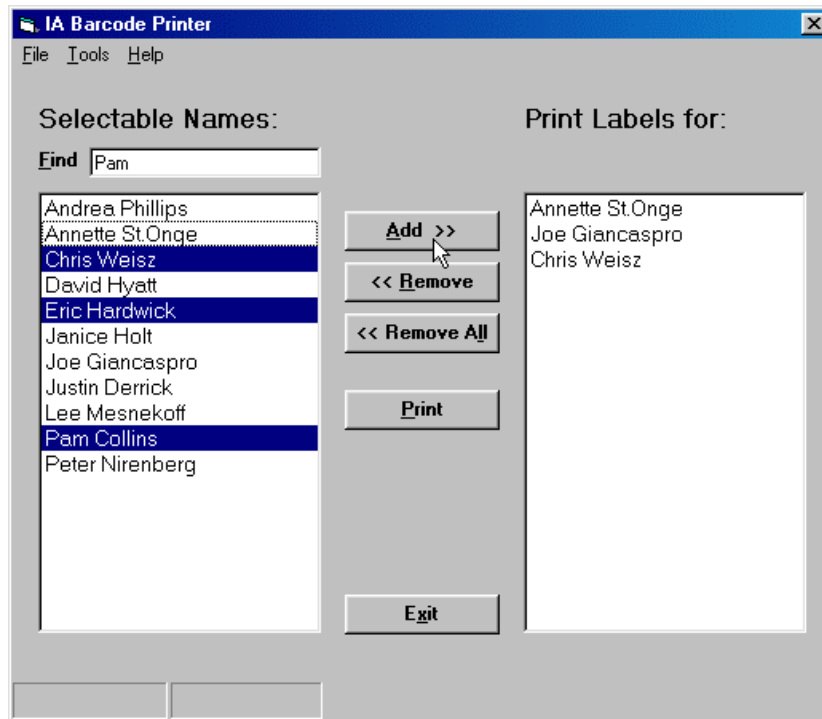 IA Barcode Printer
File Tools Help
Selectable Names:
Find Pam
Andrea Phillips
Annette St.Onge
Chris Weisz
David Hyatt
Eric Hardwick
Janice Holt
Joe Giancaspro
Justin Derrick
Lee Mesnekoff
Pam Collins
Peter Nirenberg
Add >>
<< Remove
<< Remove All
Print
Exit
Print Labels for:
Annette St.Onge
Joe Giancaspro
Chris Weisz